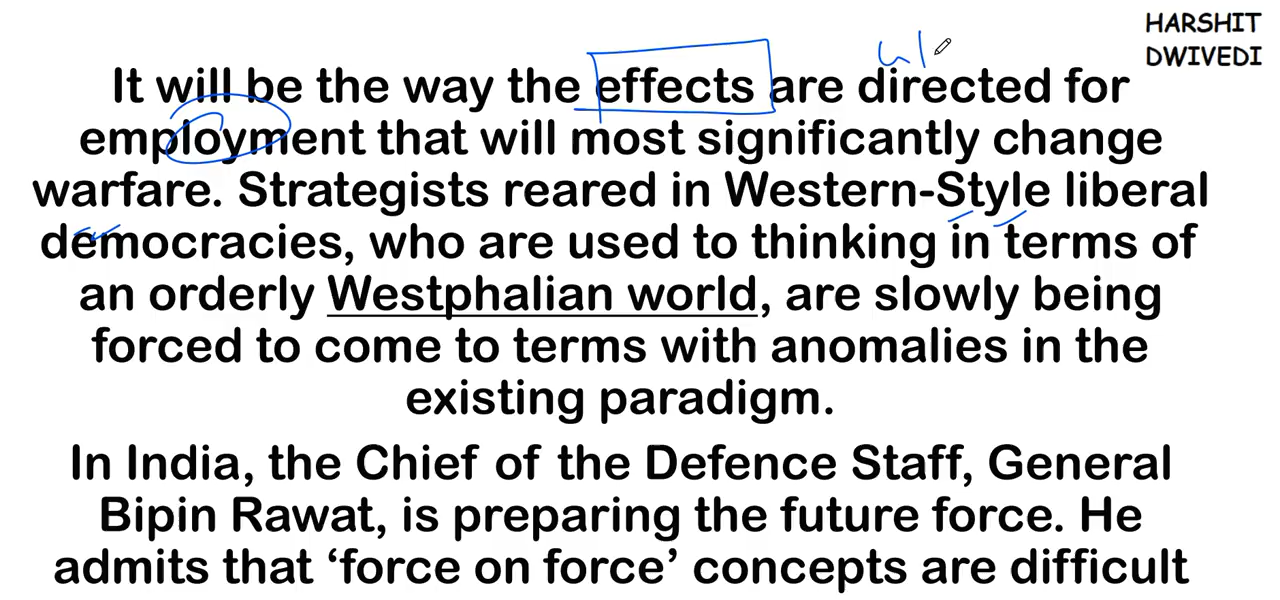 HARSHIT
DWIVEDI
It will be the way the effects are directed for
employment that will most significantly change
warfare. Strategists reared in Western-Style liberal
democracies, who are used to thinking in terms of
an orderly Westphalian world, are slowly being
forced to come to terms with anomalies in the
existing paradigm.
In India, the Chief of the Defence Staff, General
Bipin Rawat, is preparing the future force. He
admits that ‘force on force’ concepts are difficult